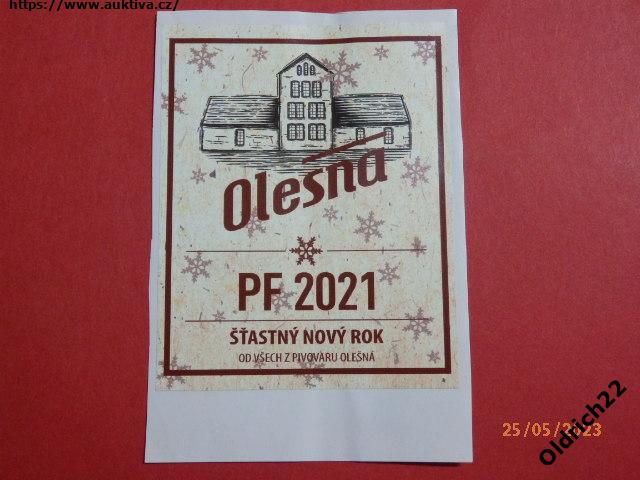 https://www.auktiva.cz/
Olešná
PF 2021
ŠŤASTNÝ NOVÝ ROK
OD VŠECH Z PIVOVARU OLEŠNÁ
25/05/2023
Oldrich22